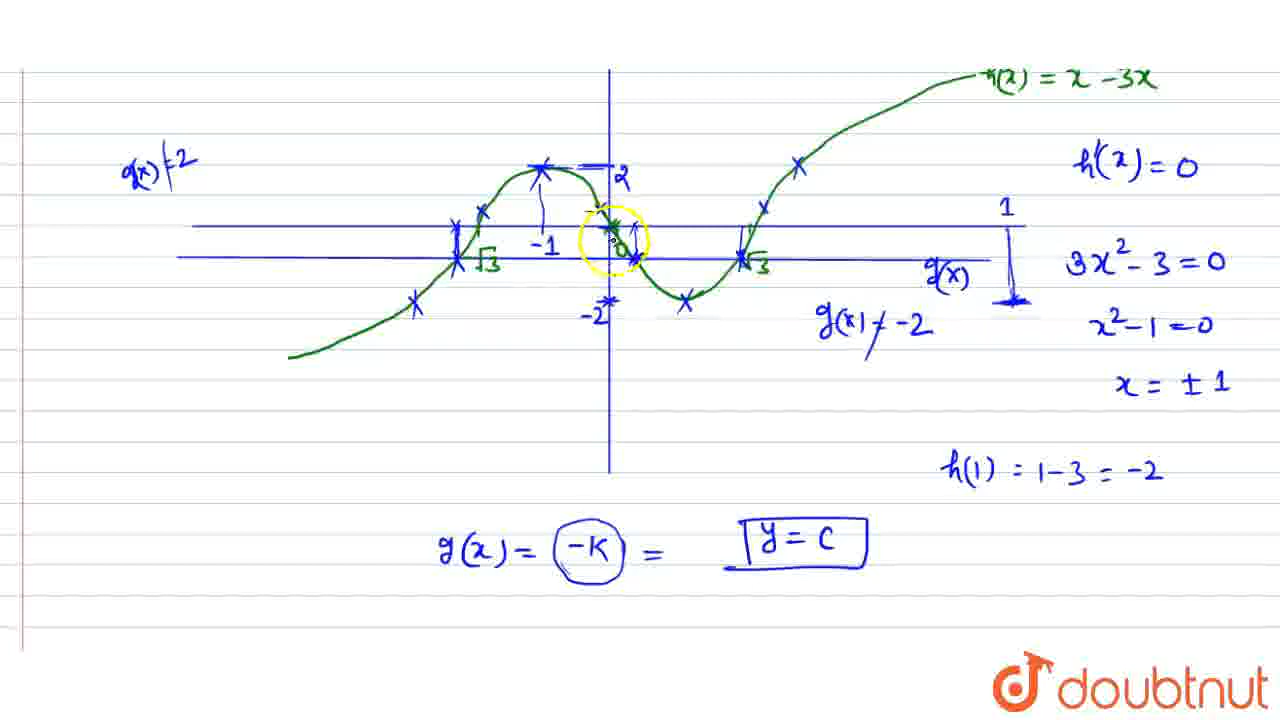 h(x) = x - 3x
g(x) ≠ 2
h'(x) = 0
2
1
-1
0
√3
√3
g(x)
3x² - 3 = 0
-2
g(x) ≠ -2
x² - 1 = 0
x = ± 1
h(1) = 1 - 3 = -2
g(x) = -K = y = c
doubtnut